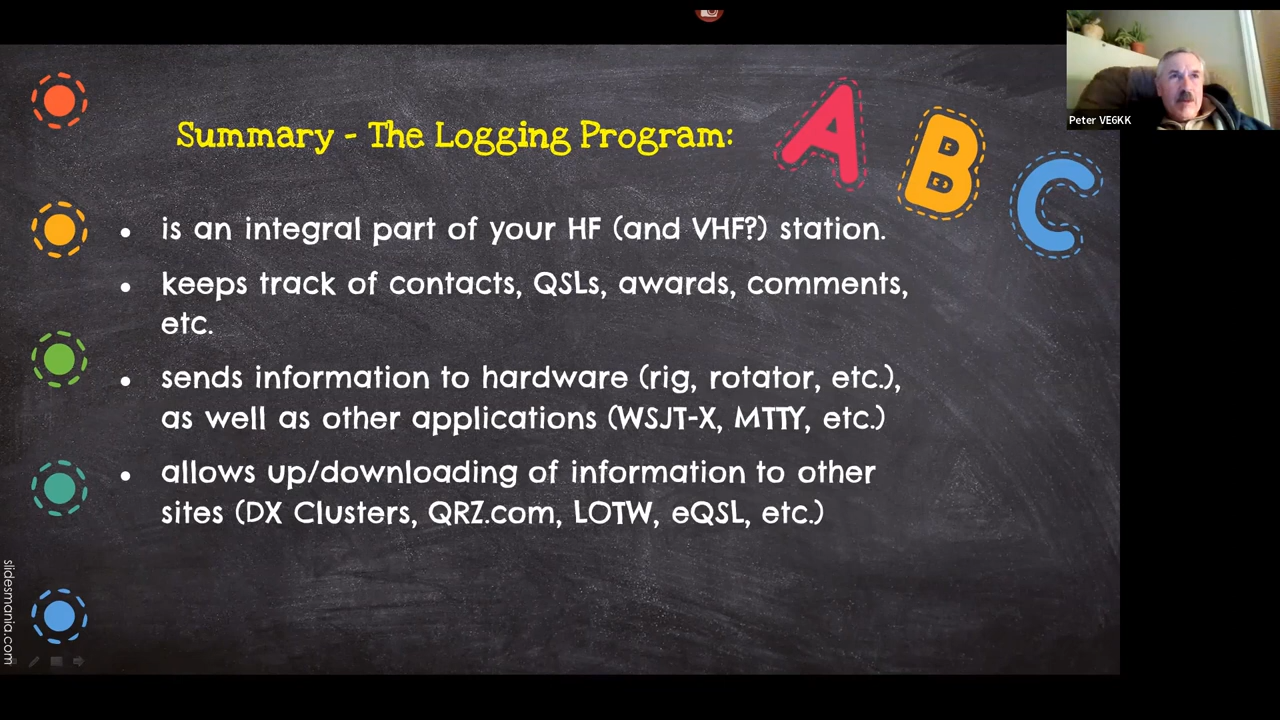 Summary - The Logging Program:
A B C
Peter VE6KK
• is an integral part of your HF (and VHF?) station.
• keeps track of contacts, QSLs, awards, comments,
etc.
• sends information to hardware (rig, rotator, etc.),
as well as other applications (WSJT-X, MTTY, etc.)
• allows up/downloading of information to other
sites (DX Clusters, QRZ.com, LOTW, eQSL, etc.)
slidesmania.com